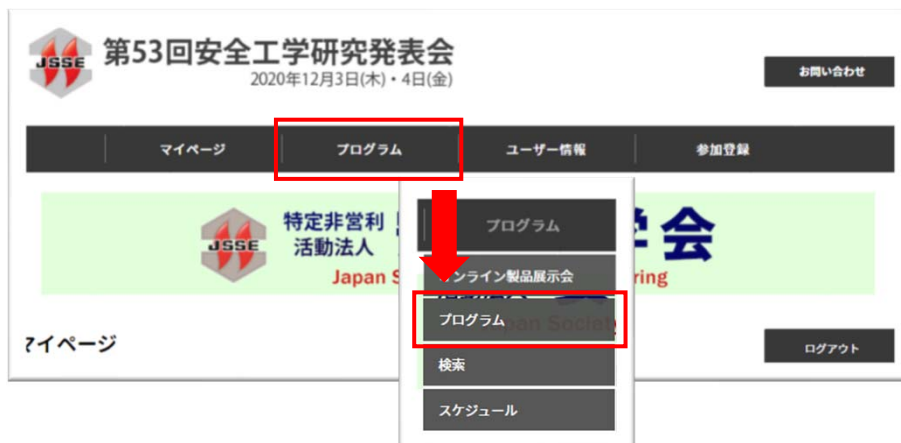 JSSE
第53回安全工学研究発表会
2020年12月3日(木)・4日(金)
お問い合わせ
マイページ
プログラム
ユーザー情報
参加登録
JSSE
特定非営利
活動法人
学会
Japan S
ring
プログラム
ンライン製品展示会
プログラム
pan Societ
検索
スケジュール
マイページ
ログアウト